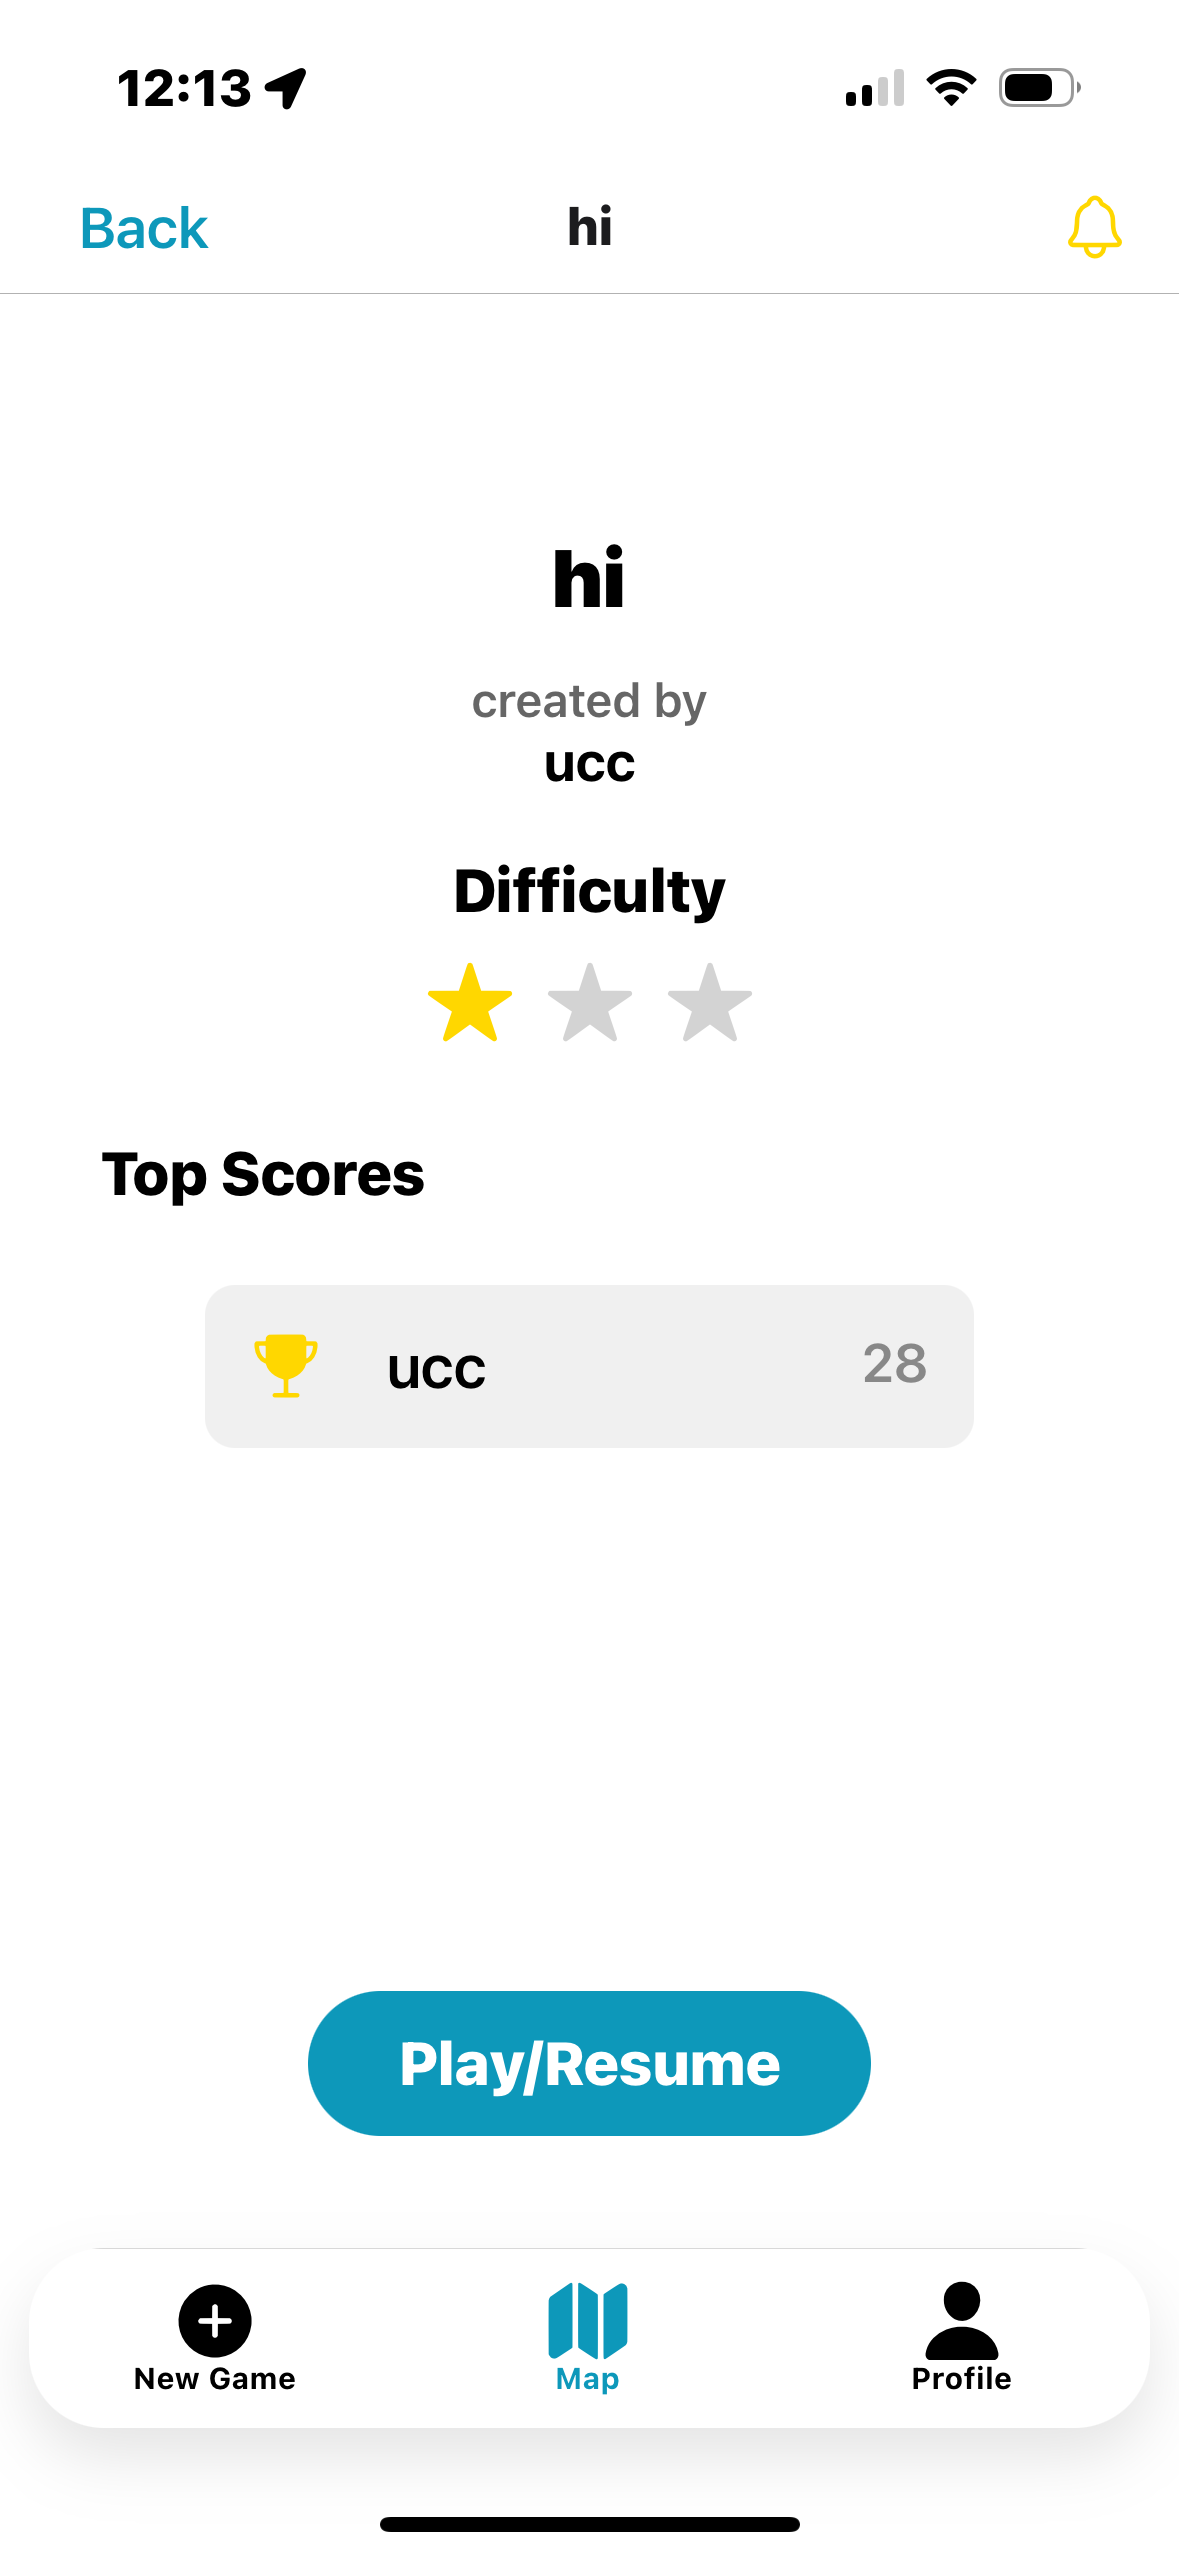 12:13
Back
hi
hi
created by
ucc
Difficulty
Top Scores
ucc
28
Play/Resume
New Game
Map
Profile